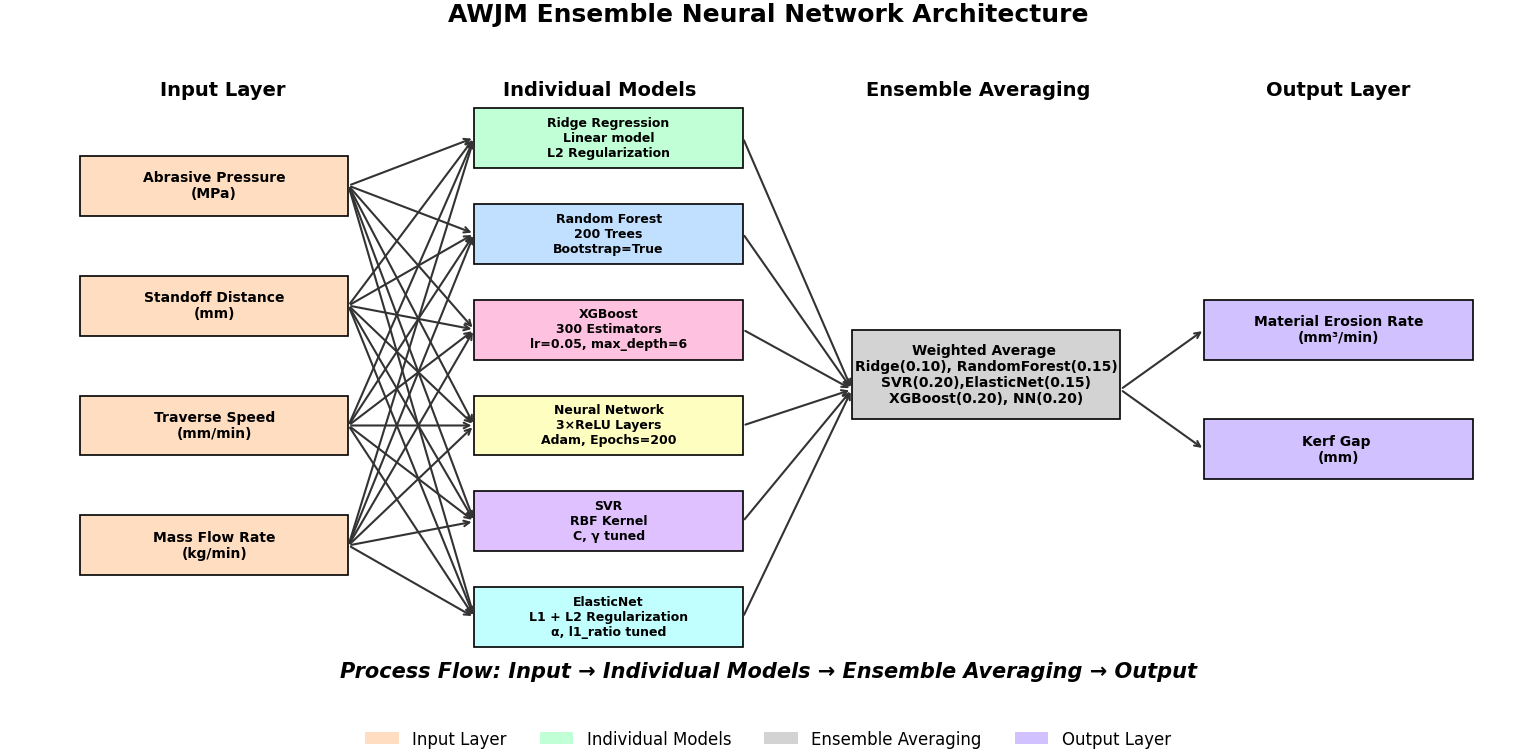 AWJM Ensemble Neural Network Architecture
Input Layer
Individual Models
Ensemble Averaging
Output Layer
Abrasive Pressure
(MPa)
Standoff Distance
(mm)
Traverse Speed
(mm/min)
Mass Flow Rate
(kg/min)
Ridge Regression
Linear model
L2 Regularization
Random Forest
200 Trees
Bootstrap=True
XGBoost
300 Estimators
lr=0.05, max_depth=6
Neural Network
3×ReLU Layers
Adam, Epochs=200
SVR
RBF Kernel
C, γ tuned
ElasticNet
L1 + L2 Regularization
α, l1_ratio tuned
Weighted Average
Ridge(0.10), RandomForest(0.15)
SVR(0.20),ElasticNet(0.15)
XGBoost(0.20), NN(0.20)
Material Erosion Rate
(mm³/min)
Kerf Gap
(mm)
Process Flow: Input → Individual Models → Ensemble Averaging → Output
Input Layer
Individual Models
Ensemble Averaging
Output Layer